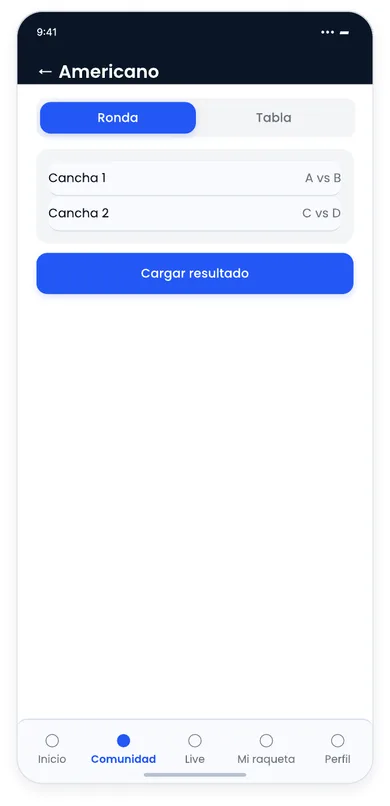 9:41
← Americano
Ronda Tabla
Cancha 1 A vs B
Cancha 2 C vs D
Cargar resultado
Inicio Comunidad Live Mi raqueta Perfil